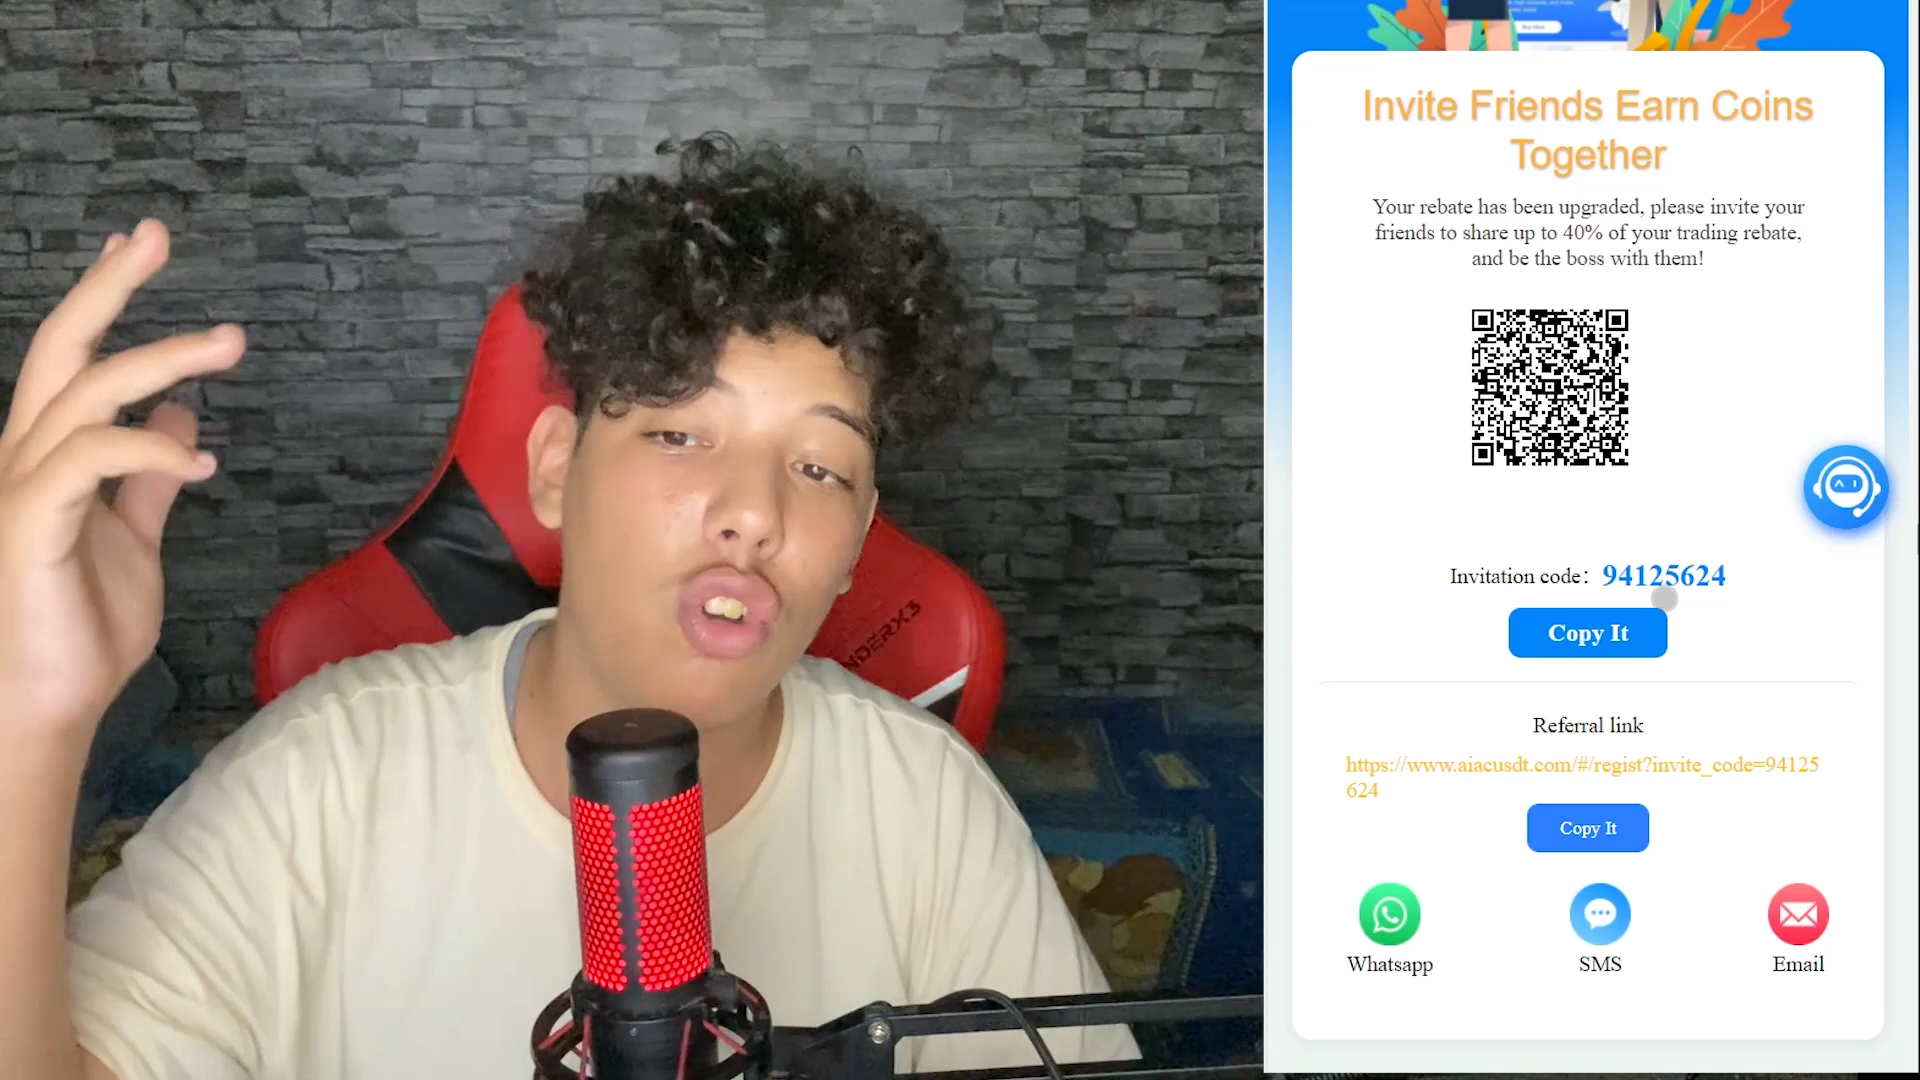 Invite Friends Earn Coins
Together
Your rebate has been upgraded, please invite your
friends to share up to 40% of your trading rebate,
and be the boss with them!
Invitation code: 94125624
Copy It
Referral link
https://www.aiacusdt.com/#/regist?invite_code=94125
624
Copy It
Whatsapp
SMS
Email
NDERX3